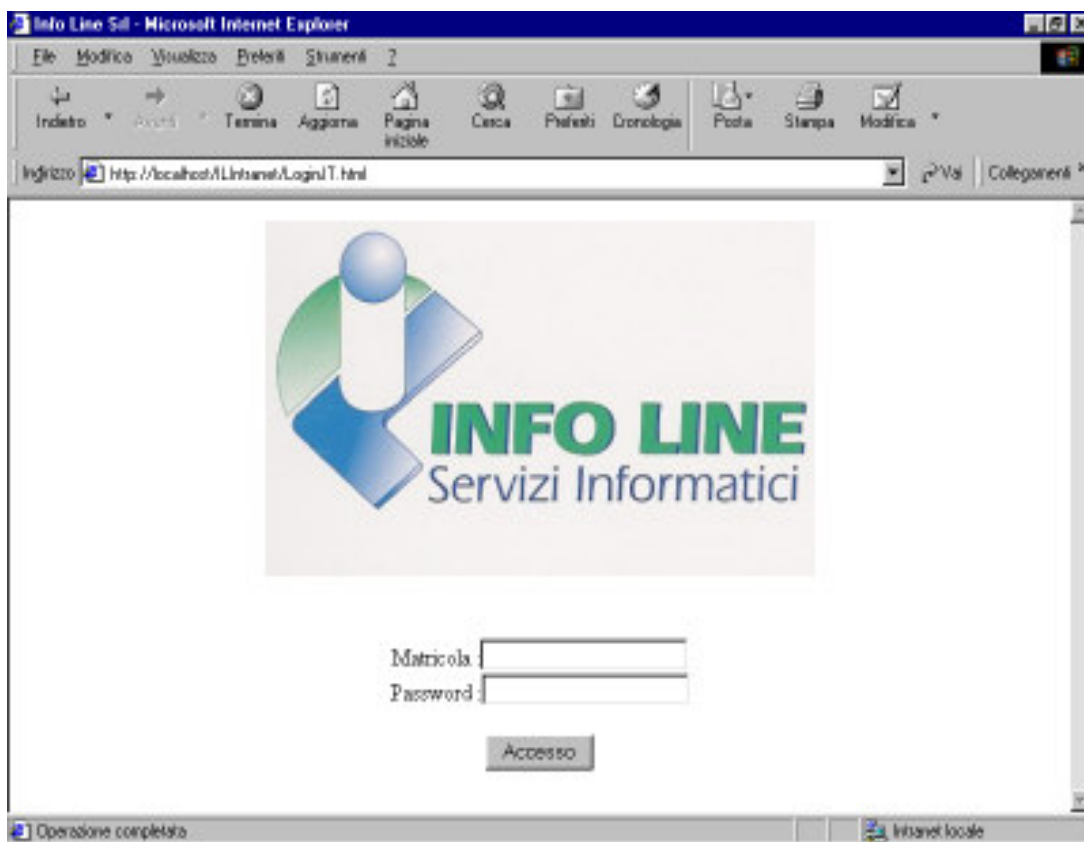 Info Line Srl - Microsoft Internet Explorer
File Modifica Visualizza Preferiti Strumenti ?
Indietro Avanti Termina Aggiorna Pagina iniziale Cerca Preferiti Cronologia Posta Stampa Modifica
Indirizzo http://localhost/ILIntranet/LoginIT.html Vai Collegamenti »
INFO LINE
Servizi Informatici
Matricola :
Password :
Accesso
Operazione completata Intranet locale